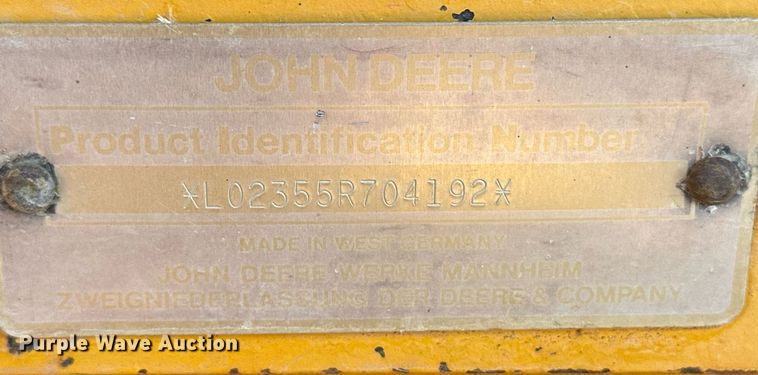 JOHN DEERE
Product Identification Number
*L02355R704192*
MADE IN WEST GERMANY
JOHN DEERE WERKE MANNHEIM
ZWEIGNIEDERLASSUNG DER DEERE & COMPANY
Purple Wave Auction